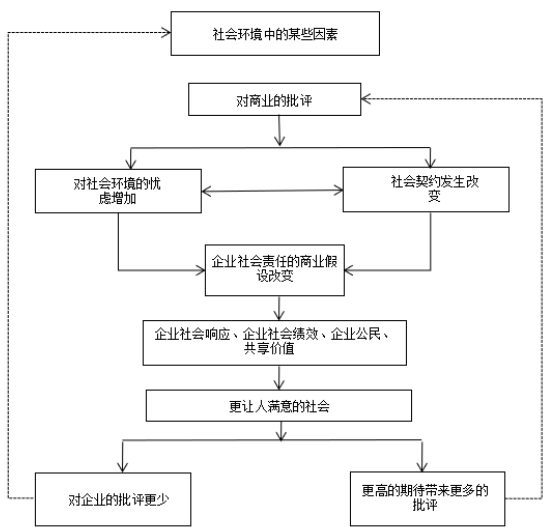 社会环境中的某些因素
对商业的批评
对社会环境的忧
虑增加
社会契约发生改
变
企业社会责任的商业假
设改变
企业社会响应、企业社会绩效、企业公民、
共享价值
更让人满意的社会
对企业的批评更少
更高的期待带来更多的
批评